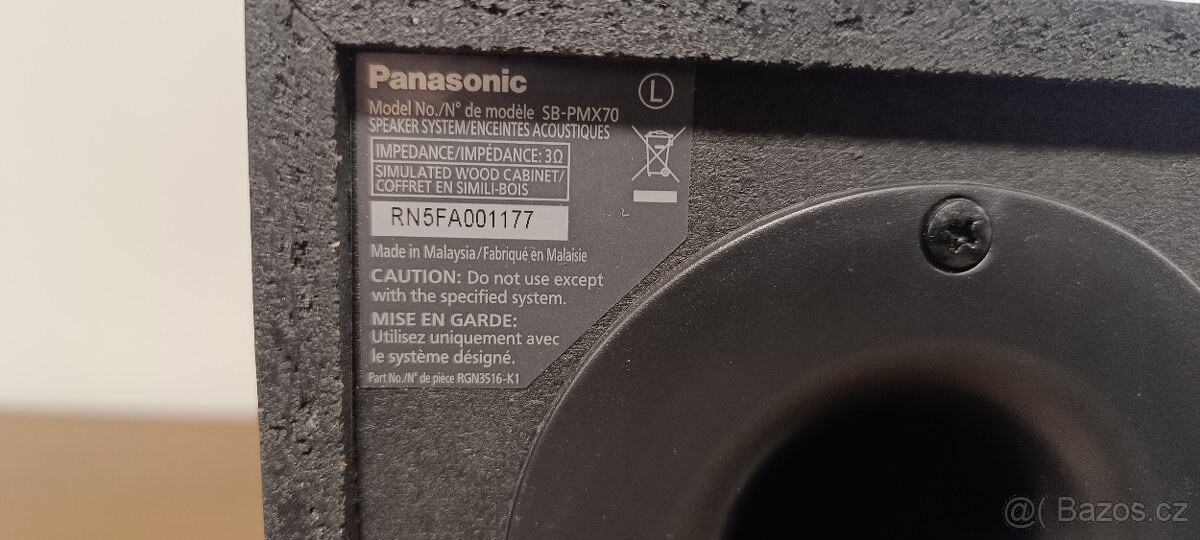 Panasonic
L
Model No./N° de modèle SB-PMX70
SPEAKER SYSTEM/ENCEINTES ACOUSTIQUES
IMPEDANCE/IMPÉDANCE: 3Ω
SIMULATED WOOD CABINET/
COFFRET EN SIMILI-BOIS
L
RN5FA001177
Made in Malaysia/Fabriqué en Malaisie
CAUTION: Do not use except
with the specified system.
MISE EN GARDE:
Utilisez uniquement avec
le système désigné.
Part No./N° de pièce RGN3516-K1
@( Bazos.cz